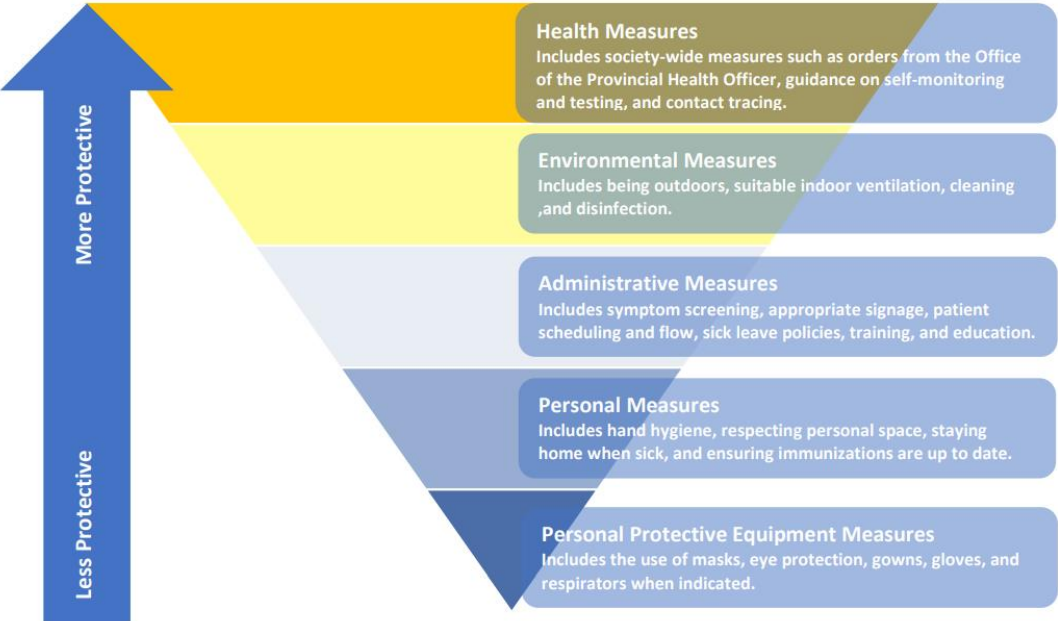 More Protective
Less Protective
Health Measures
Includes society-wide measures such as orders from the Office
of the Provincial Health Officer, guidance on self-monitoring
and testing, and contact tracing.
Environmental Measures
Includes being outdoors, suitable indoor ventilation, cleaning
,and disinfection.
Administrative Measures
Includes symptom screening, appropriate signage, patient
scheduling and flow, sick leave policies, training, and education.
Personal Measures
Includes hand hygiene, respecting personal space, staying
home when sick, and ensuring immunizations are up to date.
Personal Protective Equipment Measures
Includes the use of masks, eye protection, gowns, gloves, and
respirators when indicated.